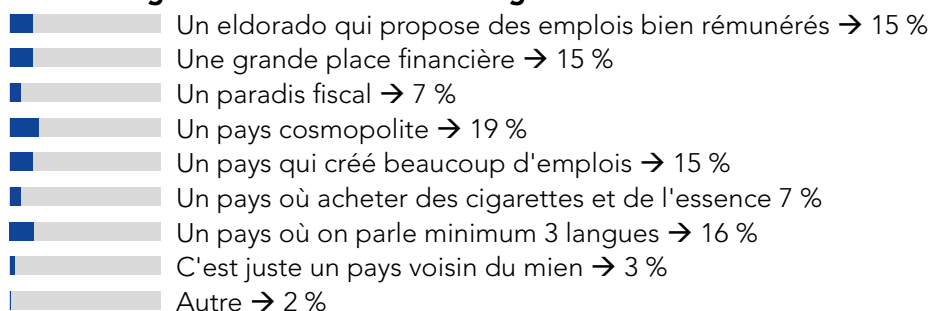 Un eldorado qui propose des emplois bien rémunérés → 15 %
Une grande place financière → 15 %
Un paradis fiscal → 7 %
Un pays cosmopolite → 19 %
Un pays qui créé beaucoup d'emplois → 15 %
Un pays où acheter des cigarettes et de l'essence 7 %
Un pays où on parle minimum 3 langues → 16 %
C'est juste un pays voisin du mien → 3 %
Autre → 2 %